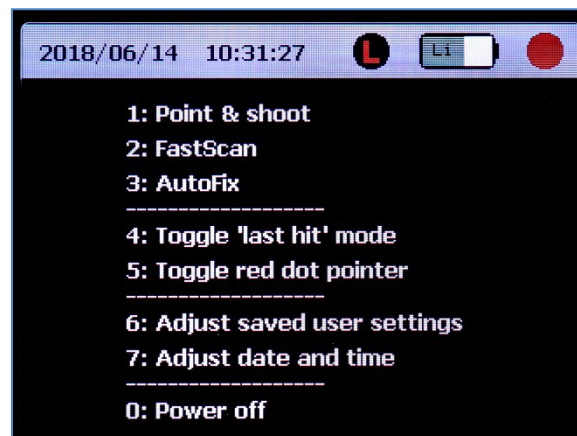 2018/06/14 10:31:27 L Li
1: Point & shoot
2: FastScan
3: AutoFix
-------------------
4: Toggle 'last hit' mode
5: Toggle red dot pointer
-------------------
6: Adjust saved user settings
7: Adjust date and time
-------------------
0: Power off